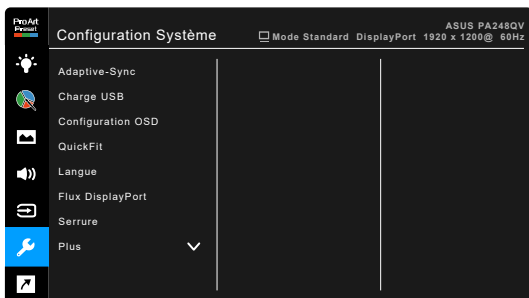 ProArt
Preset
Configuration Système
ASUS PA248QV
Mode Standard DisplayPort 1920 x 1200@ 60Hz
Adaptive-Sync
Charge USB
Configuration OSD
QuickFit
Langue
Flux DisplayPort
Serrure
Plus